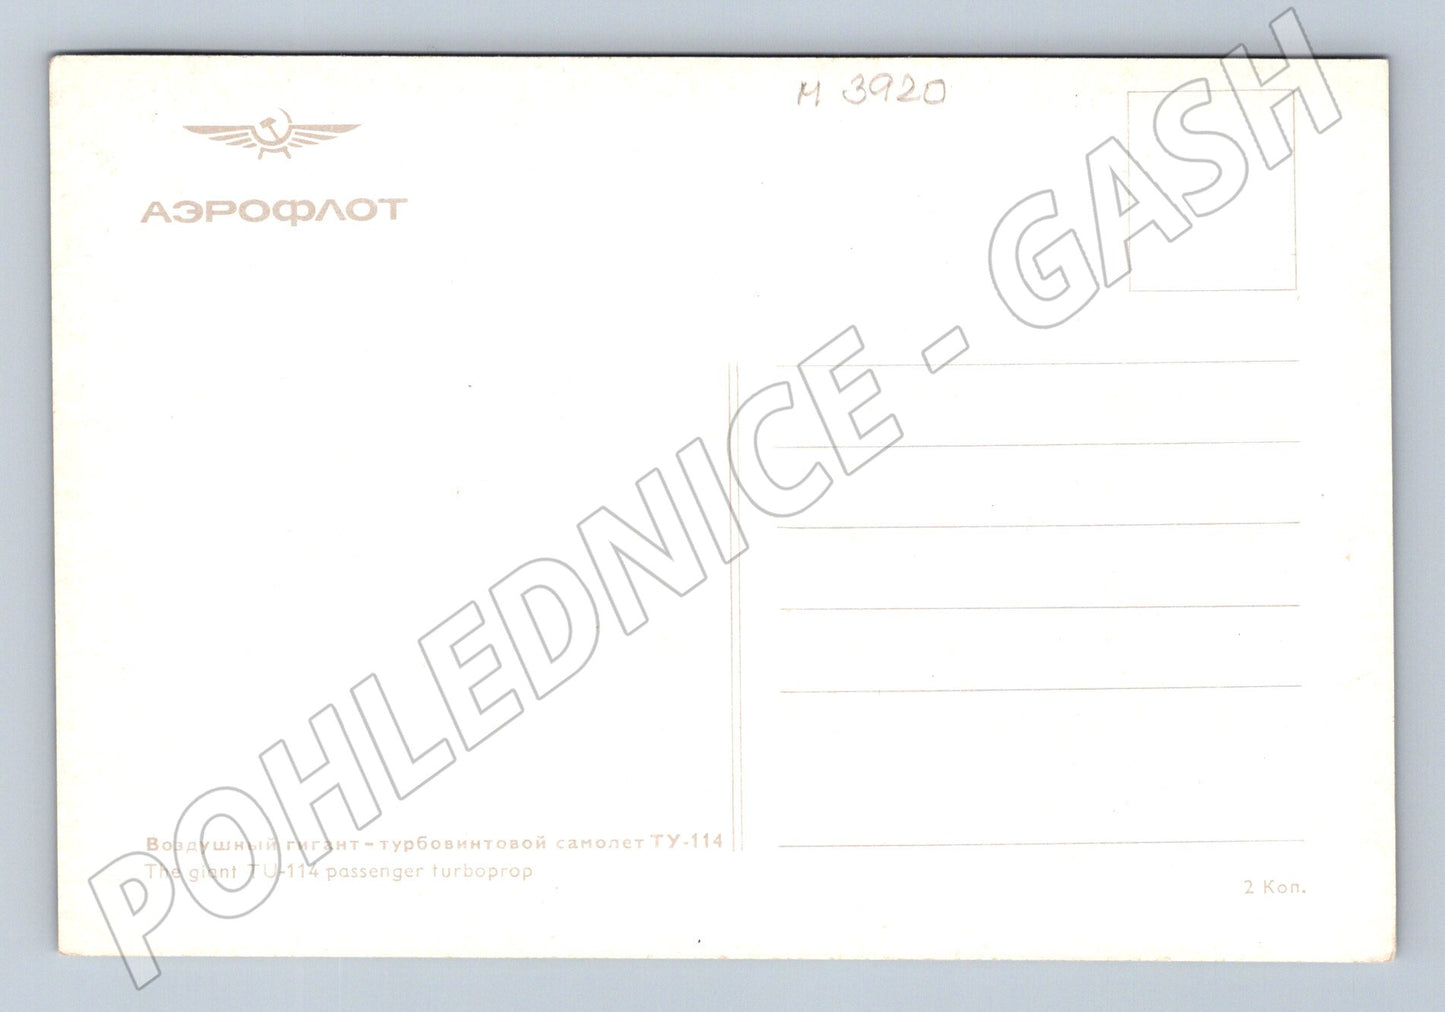 м 3920
АЭРОФЛОТ
POHLEDNICE - GASH
Воздушный гигант - турбовинтовой самолет ТУ-114
The giant TU-114 passenger turboprop
2 Коп.